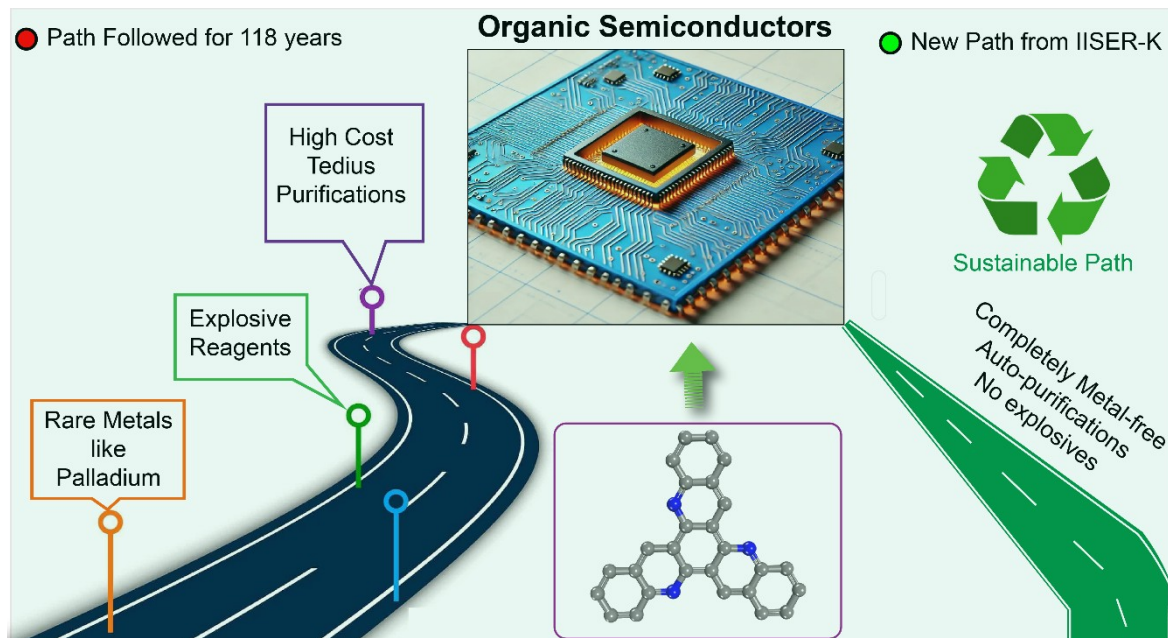 Organic Semiconductors
Path Followed for 118 years
New Path from IISER-K
High Cost
Tedius
Purifications
Explosive
Reagents
Rare Metals
like
Palladium
Sustainable Path
Completely Metal-free
Auto-purifications
No explosives